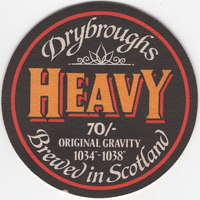 Drybroughs
HEAVY
70/-
ORIGINAL GRAVITY
1034°-1038°
Brewed in Scotland